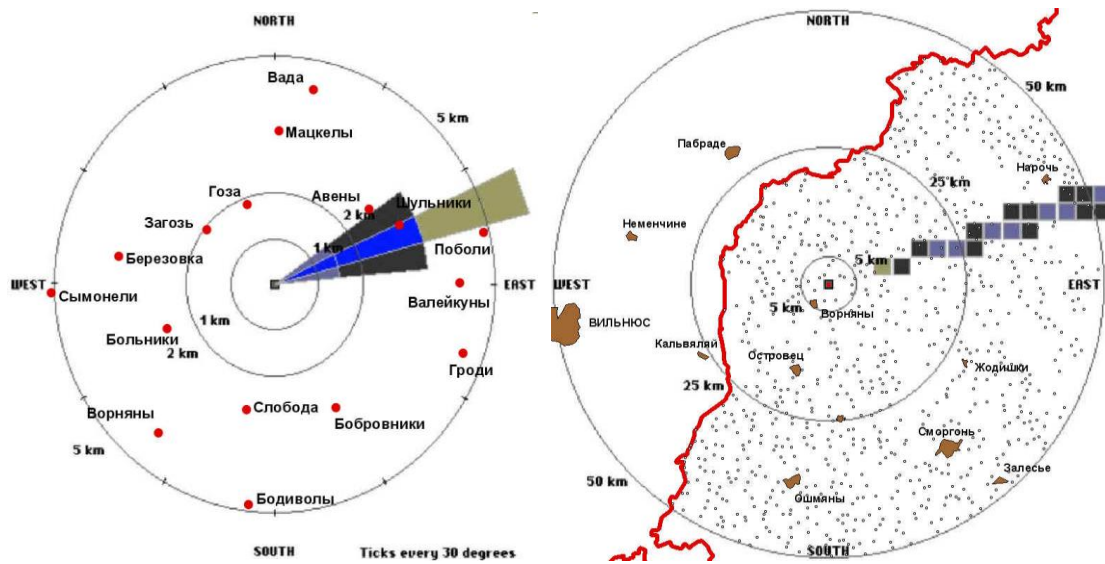 NORTH
Вада
5 km
Мацкелы
Гоза
Авены
2 km
Шульники
Загозь
1 km
Поболи
Березовка
WEST
EAST
Сымонели
Валейкуны
1 km
Больники
2 km
Гроди
Ворняны
Слобода
Бобровники
5 km
Бодиволы
SOUTH
Ticks every 30 degrees
NORTH
50 km
Пабраде
Нарочь
25 km
Неменчине
5 km
WEST
EAST
5 km
Ворняны
ВИЛЬНЮС
Кальвяляй
Островец
Жодишки
25 km
Сморгонь
Залесье
50 km
Ошмяны
SOUTH